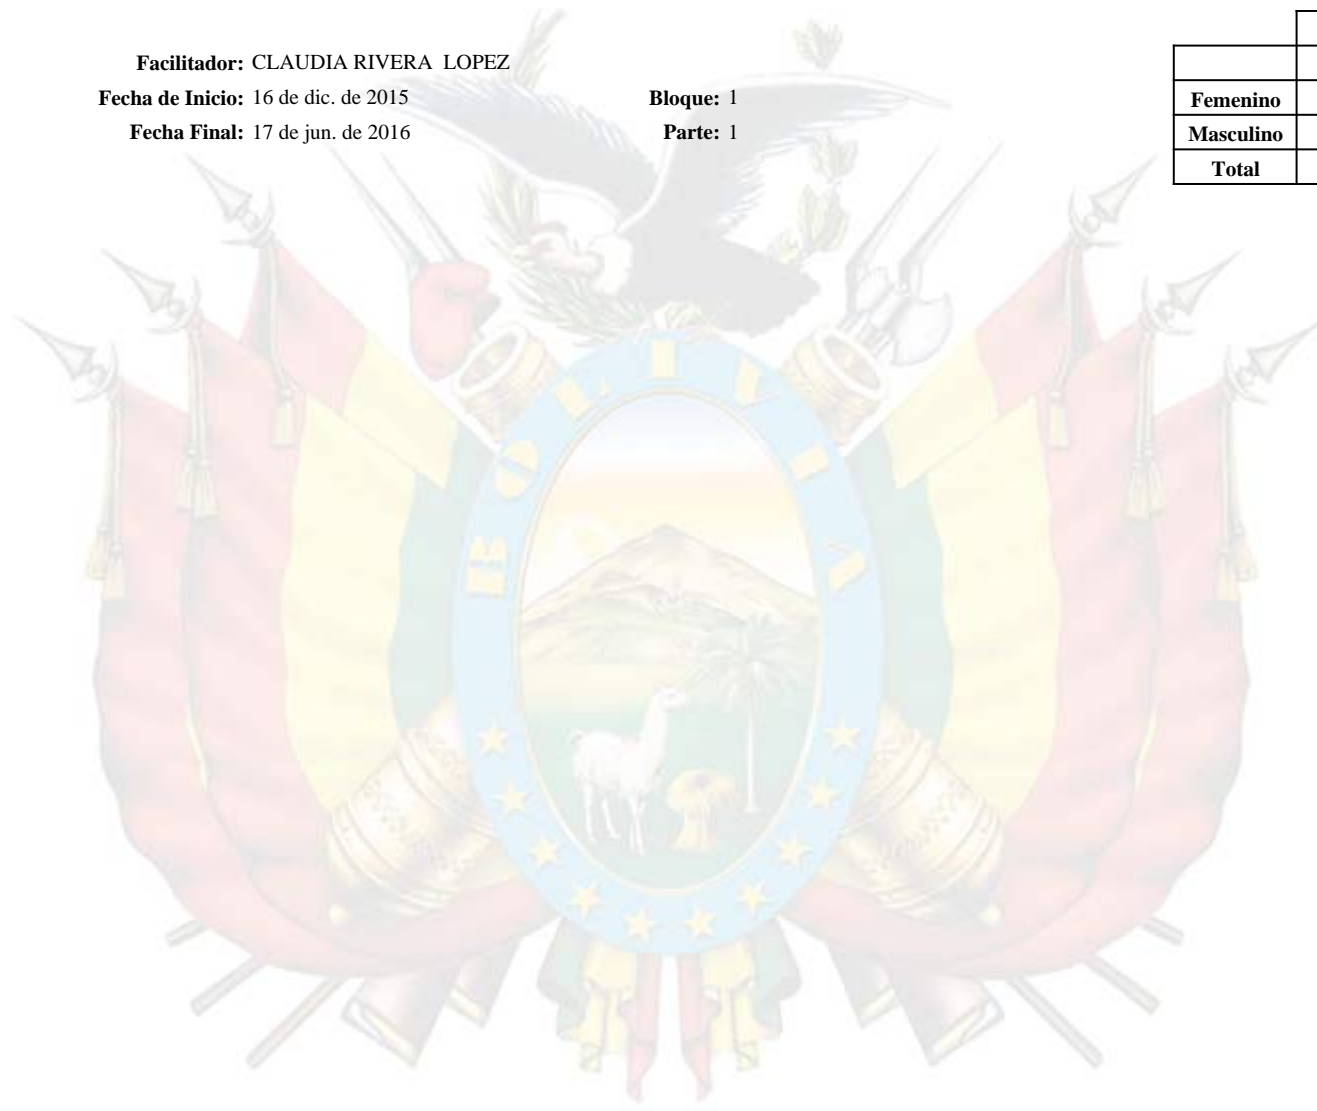 Facilitador: CLAUDIA RIVERA LOPEZ
Fecha de Inicio: 16 de dic. de 2015 Bloque: 1
Fecha Final: 17 de jun. de 2016 Parte: 1
Femenino
Masculino
Total
BOLIVIA